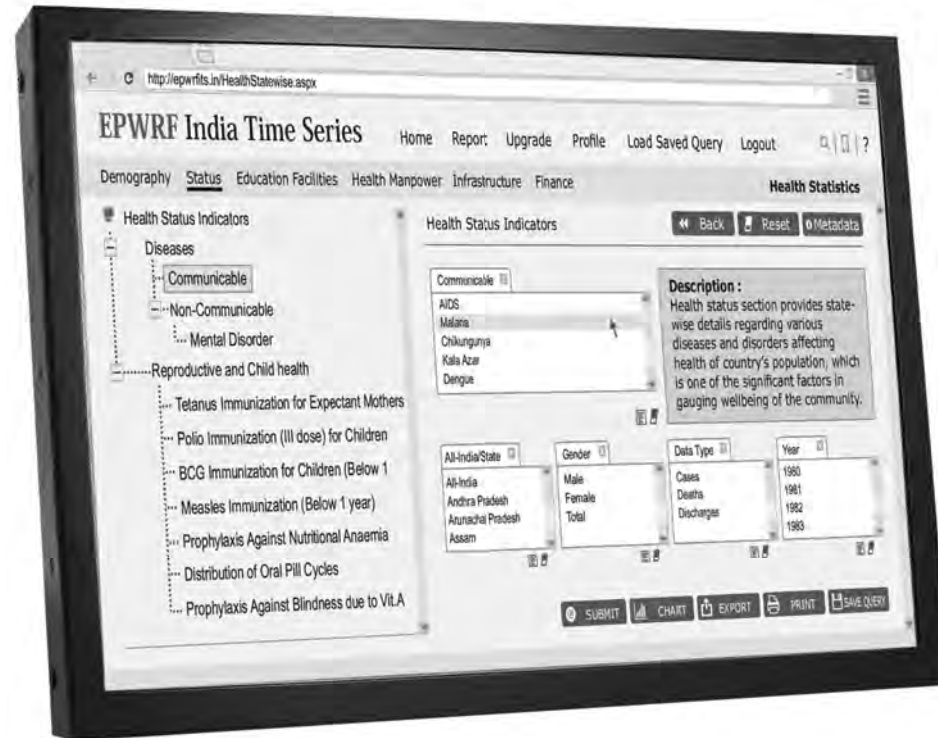 http://epwrfits.in/HealthStatewise.aspx
EPWRF India Time Series
Home Report Upgrade Profile Load Saved Query Logout
?
Demography Status Education Facilities Health Manpower Infrastructure Finance
Health Statistics
Health Status Indicators
Diseases
Communicable
Non-Communicable
Mental Disorder
Reproductive and Child health
Tetanus Immunization for Expectant Mothers
Polio Immunization (III dose) for Children
BCG Immunization for Children (Below 1
Measles Immunization (Below 1 year)
Prophylaxis Against Nutritional Anaemia
Distribution of Oral Pill Cycles
Prophylaxis Against Blindness due to Vit.A
Health Status Indicators
Back Reset Metadata
Communicable
AIDS
Malaria
Chikungunya
Kala Azar
Dengue
Description :
Health status section provides state-
wise details regarding various
diseases and disorders affecting
health of country's population, which
is one of the significant factors in
gauging wellbeing of the community.
All-India/State
All-India
Andhra Pradesh
Arunachal Pradesh
Assam
Gender
Male
Female
Total
Data Type
Cases
Deaths
Discharges
Year
1980
1981
1982
1983
SUBMIT CHART EXPORT PRINT SAVE QUERY